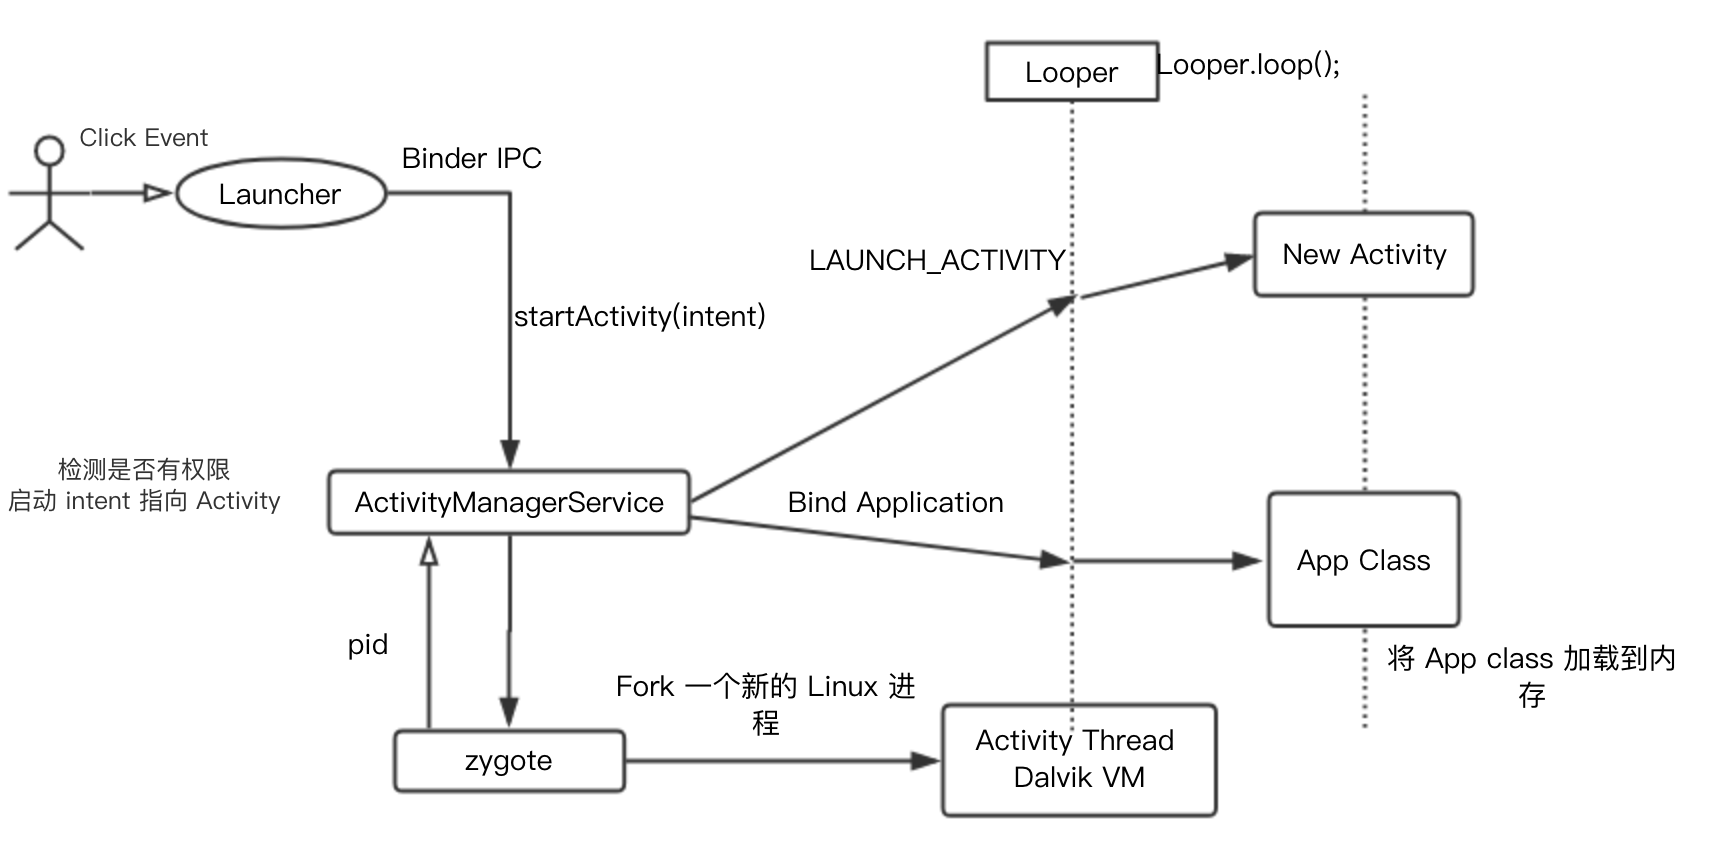 Looper
Looper.loop();
Click Event
Binder IPC
Launcher
LAUNCH_ACTIVITY
New Activity
startActivity(intent)
检测是否有权限
启动 intent 指向 Activity
ActivityManagerService
Bind Application
App Class
pid
将 App class 加载到内
存
Fork 一个新的 Linux 进
程
zygote
Activity Thread
Dalvik VM